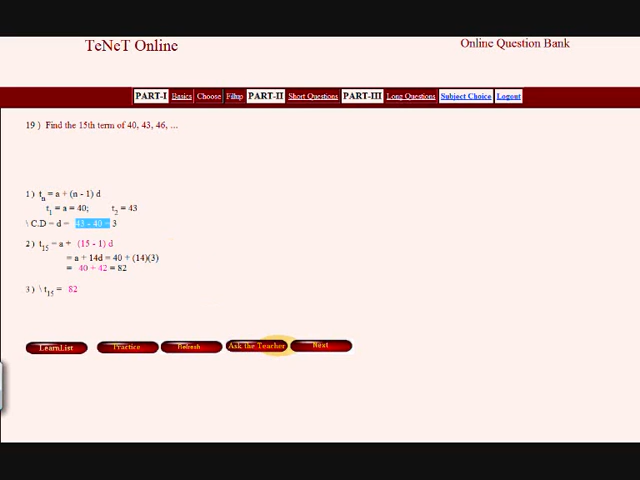 TeNeT Online
Online Question Bank
PART-I Basics Choose Fillup PART-II Short Questions PART-III Long Questions Subject Choice Logout
19 ) Find the 15th term of 40, 43, 46, ...
1 ) tn = a + (n - 1) d
t1 = a = 40; t2 = 43
\ C.D = d = 43 - 40 = 3
2 ) t15 = a + (15 - 1) d
= a + 14d = 40 + (14)(3)
= 40 + 42 = 82
3 ) \ t15 = 82
LearnList Practice Refresh Ask the Teacher Next